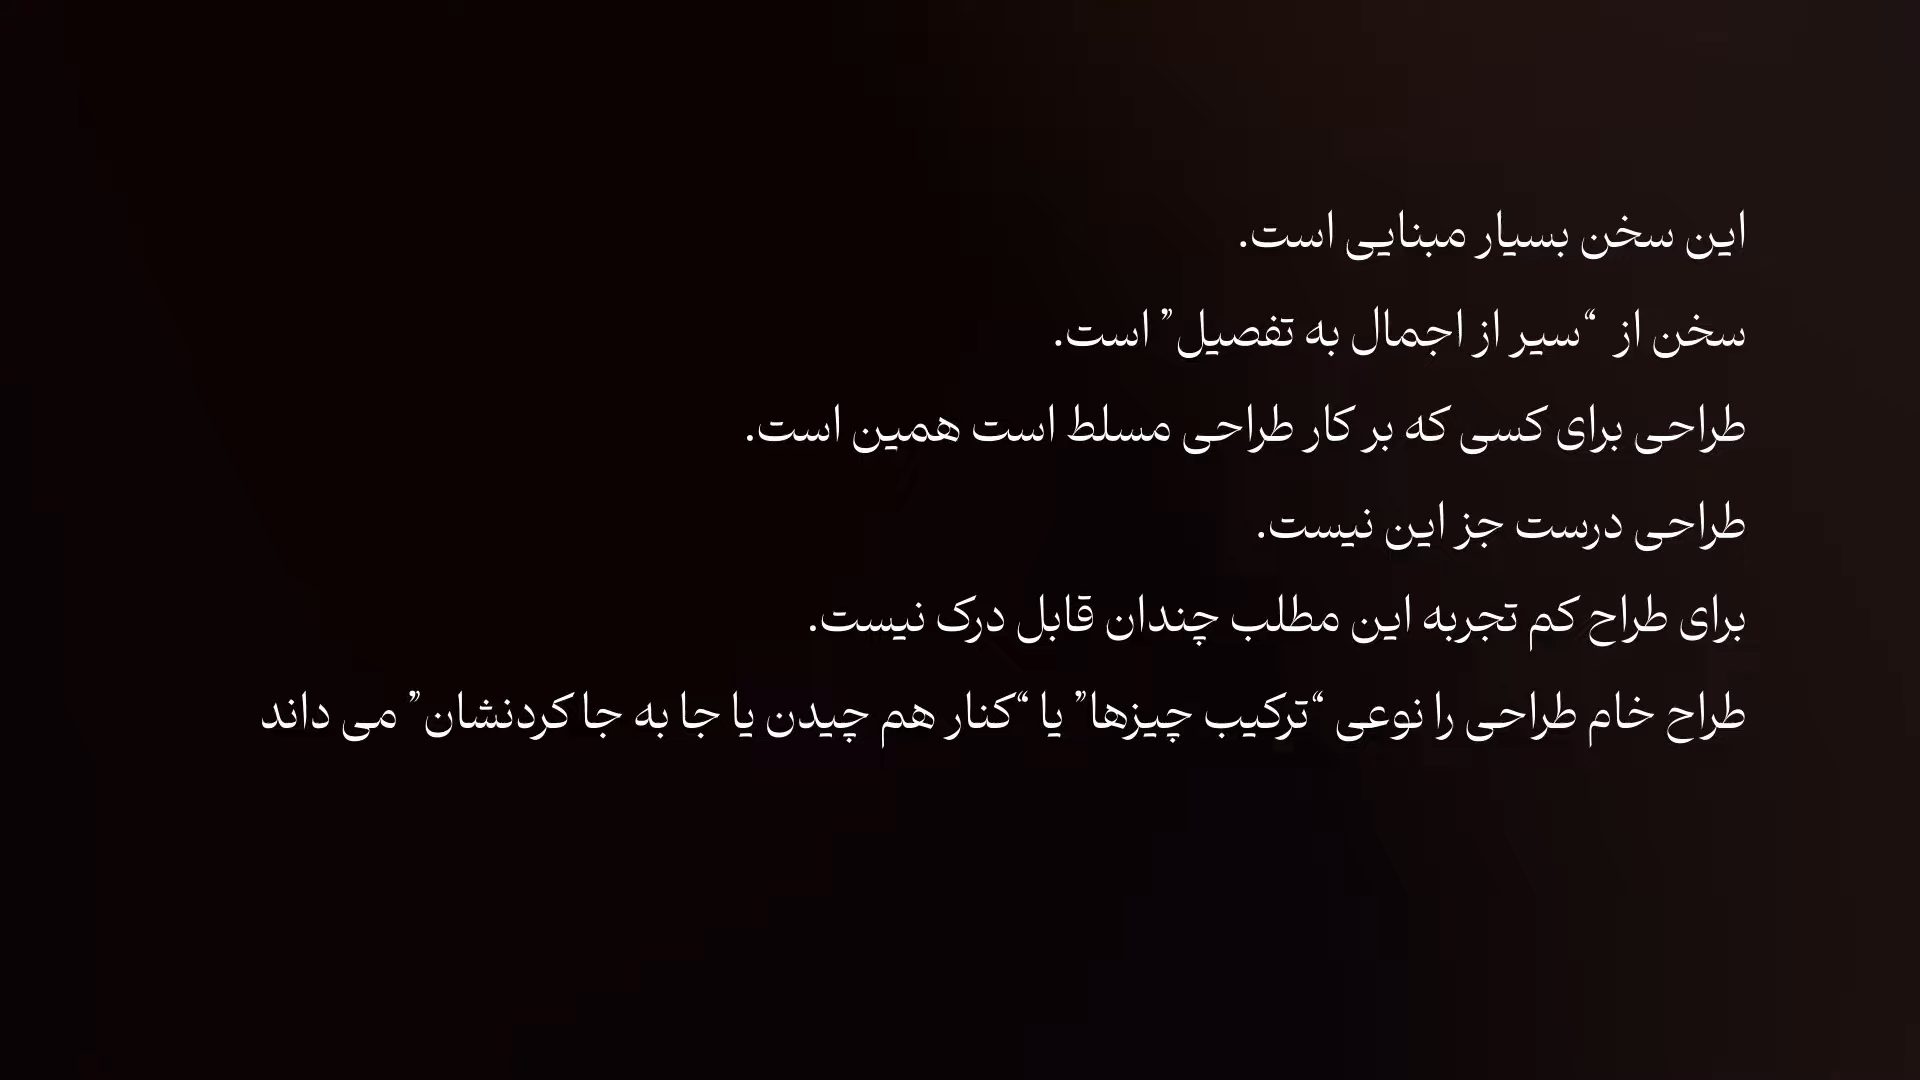 این سخن بسیار مبنایی است.
سخن از “سیر از اجمال به تفصیل” است.
طراحی برای کسی که بر کار طراحی مسلط است همین است.
طراحی درست جز این نیست.
برای طراح کم تجربه این مطلب چندان قابل درک نیست.
طراح خام طراحی را نوعی “ترکیب چیزها” یا “کنار هم چیدن یا جا به جا کردنشان” می داند